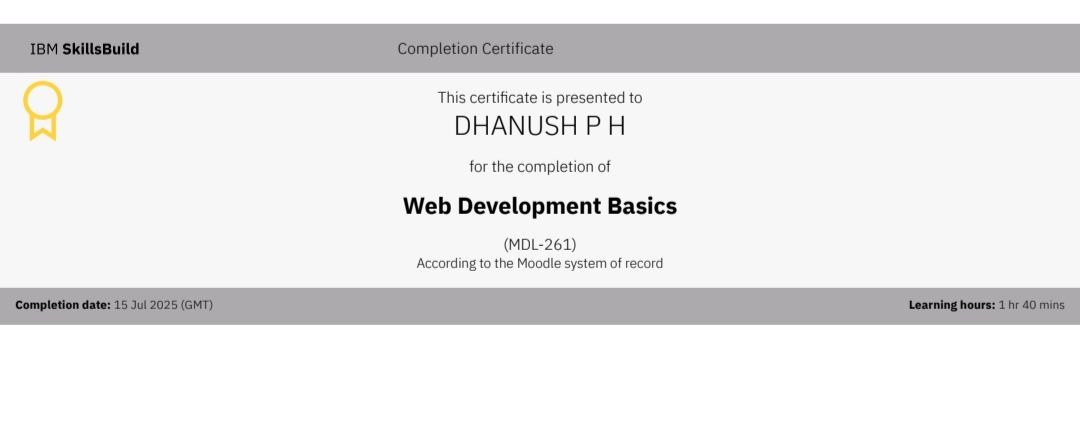 IBM SkillsBuild
Completion Certificate
This certificate is presented to
DHANUSH P H
for the completion of
Web Development Basics
(MDL-261)
According to the Moodle system of record
Completion date: 15 Jul 2025 (GMT)
Learning hours: 1 hr 40 mins